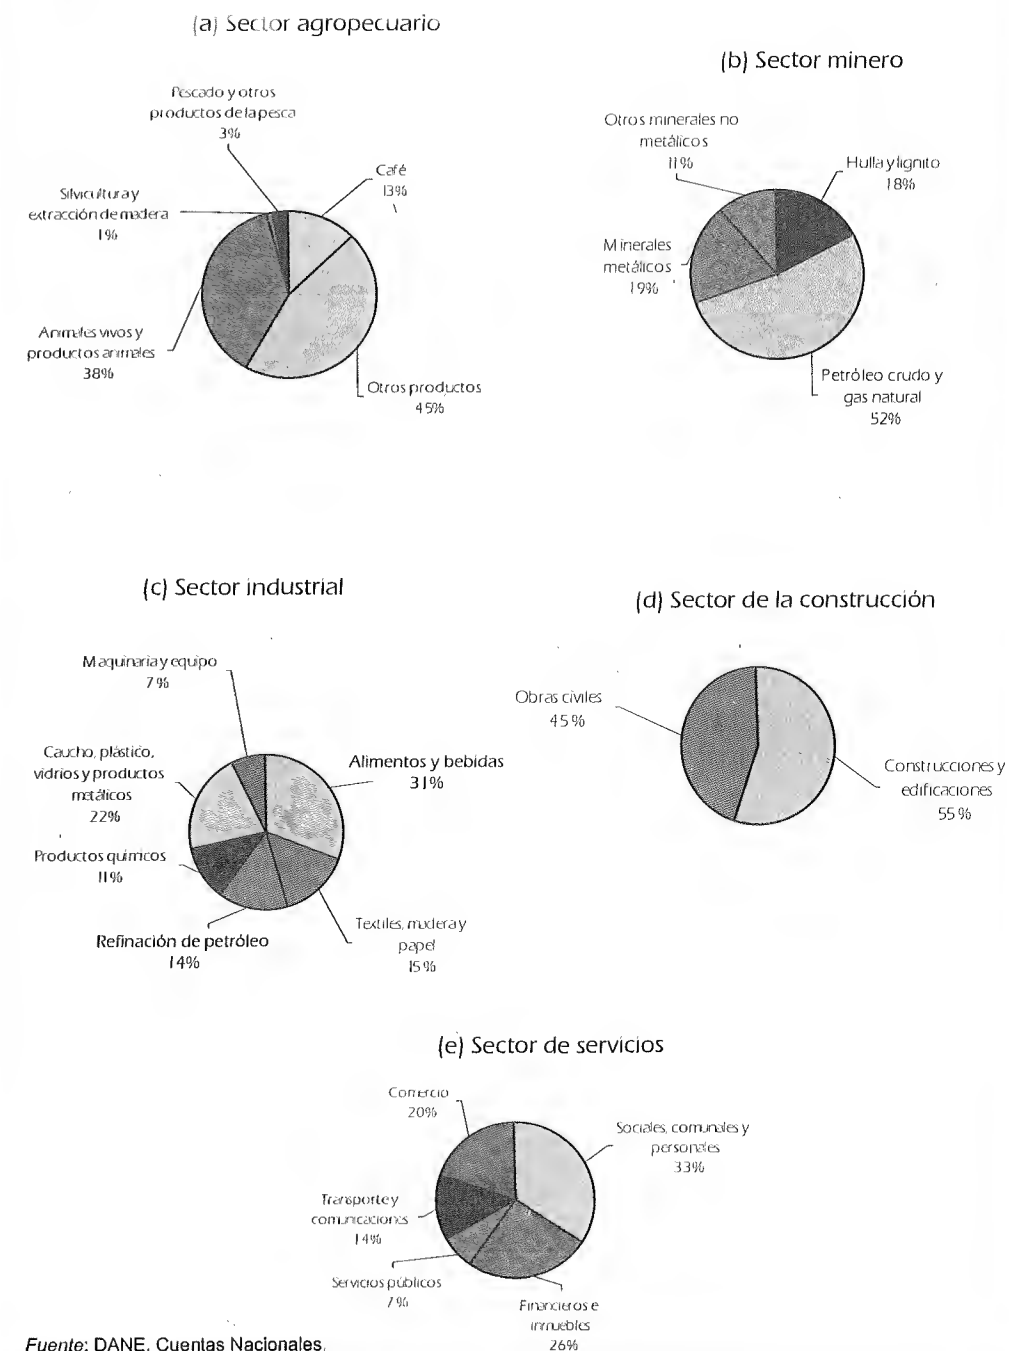 (a) Sector agropecuario
Pescado y otros
productos de la pesca
3%
Café
13%
Silvicultura y
extracción de madera
1%
Animales vivos y
productos animales
38%
Otros productos
45%
(b) Sector minero
Otros minerales no
metálicos
11%
Hulla y lignito
18%
Minerales
metálicos
19%
Petróleo crudo y
gas natural
52%
(c) Sector industrial
Maquinaria y equipo
7%
Caucho, plástico,
vidrios y productos
metálicos
22%
Alimentos y bebidas
31%
Productos químicos
11%
Refinación de petróleo
14%
Textiles, madera y
papel
15%
(d) Sector de la construcción
Obras civiles
45%
Construcciones y
edificaciones
55%
(e) Sector de servicios
Comercio
20%
Sociales, comunales y
personales
33%
Transporte y
comunicaciones
14%
Servicios públicos
7%
Financieros e
inmuebles
26%
Fuente: DANE, Cuentas Nacionales.